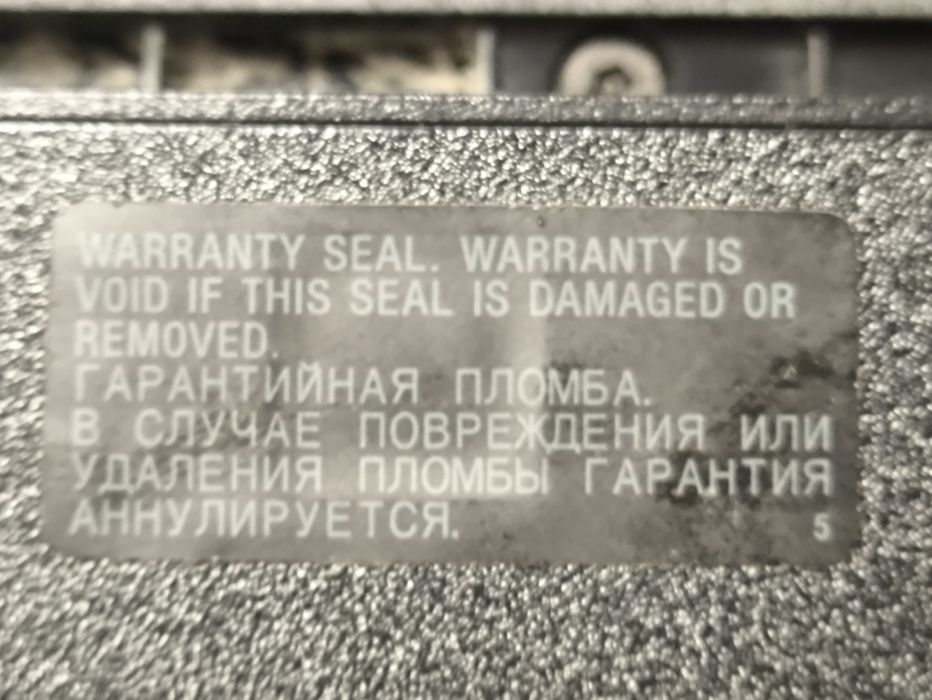 WARRANTY SEAL. WARRANTY IS
VOID IF THIS SEAL IS DAMAGED OR
REMOVED.
ГАРАНТИЙНАЯ ПЛОМБА.
В СЛУЧАЕ ПОВРЕЖДЕНИЯ ИЛИ
УДАЛЕНИЯ ПЛОМБЫ ГАРАНТИЯ
АННУЛИРУЕТСЯ. 5